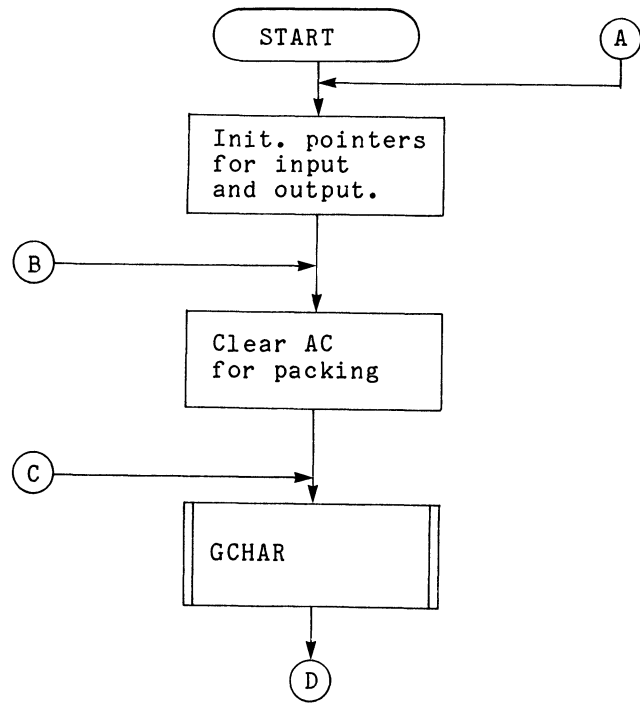 START
A
Init. pointers
for input
and output.
B
Clear AC
for packing
C
GCHAR
D